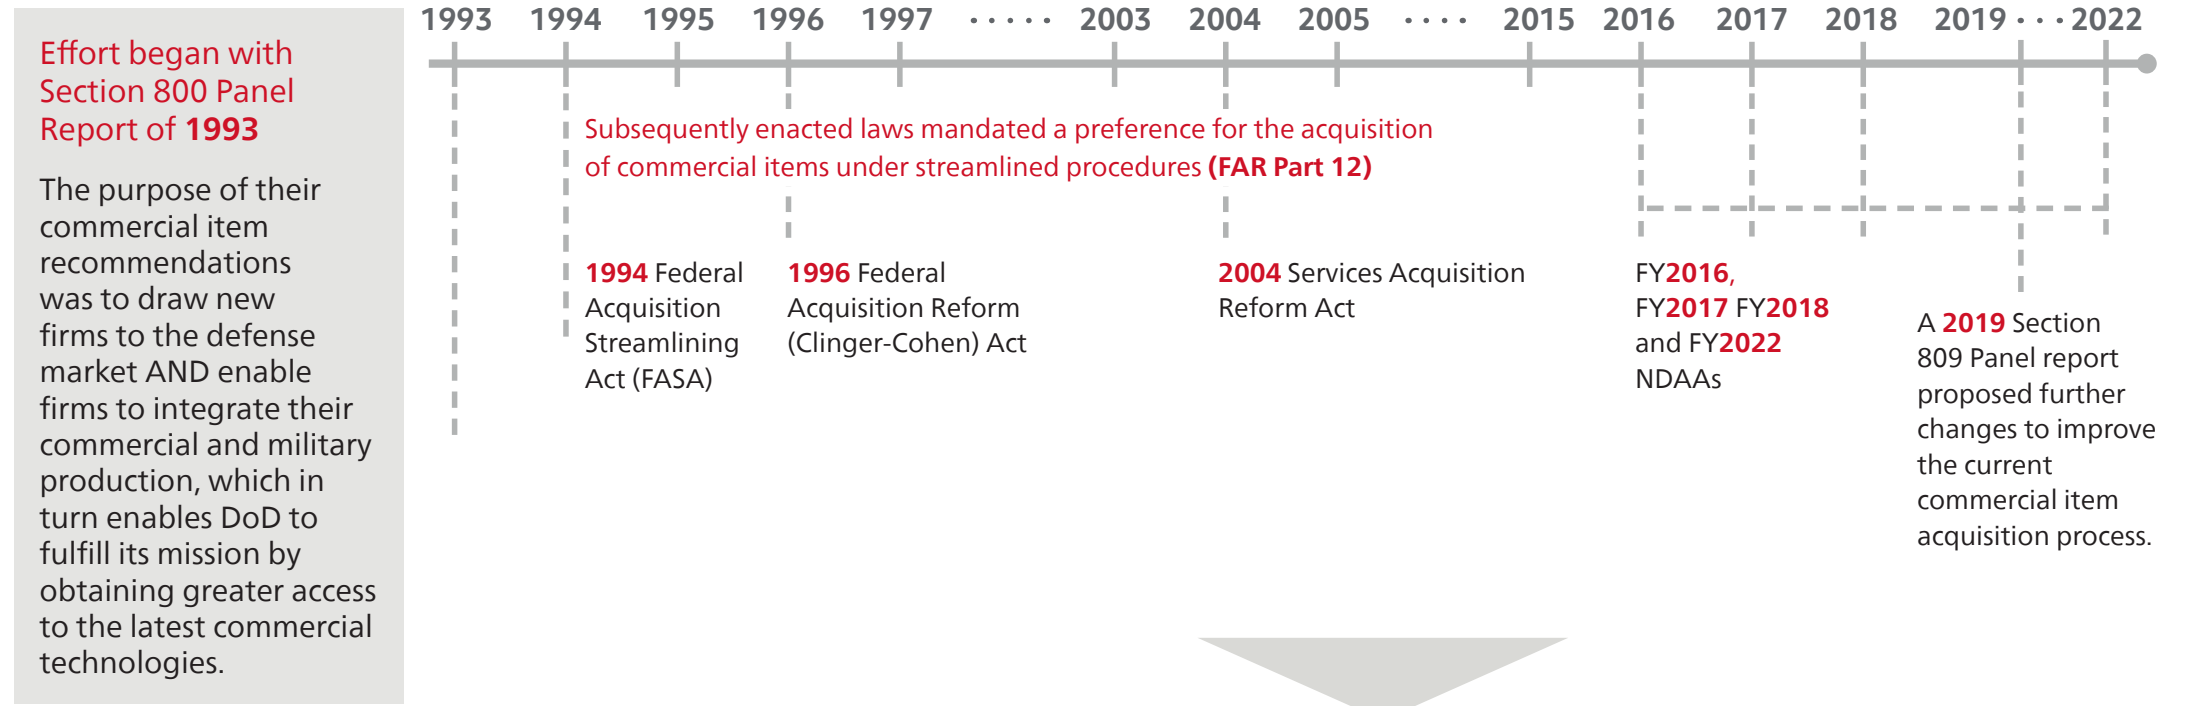 1993 1994 1995 1996 1997 ····· 2003 2004 2005 ···· 2015 2016 2017 2018 2019 ··· 2022
Effort began with
Section 800 Panel
Report of 1993
The purpose of their
commercial item
recommendations
was to draw new
firms to the defense
market AND enable
firms to integrate their
commercial and military
production, which in
turn enables DoD to
fulfill its mission by
obtaining greater access
to the latest commercial
technologies.
Subsequently enacted laws mandated a preference for the acquisition
of commercial items under streamlined procedures (FAR Part 12)
1994 Federal
Acquisition
Streamlining
Act (FASA)
1996 Federal
Acquisition Reform
(Clinger-Cohen) Act
2004 Services Acquisition
Reform Act
FY2016,
FY2017 FY2018
and FY2022
NDAAs
A 2019 Section
809 Panel report
proposed further
changes to improve
the current
commercial item
acquisition process.